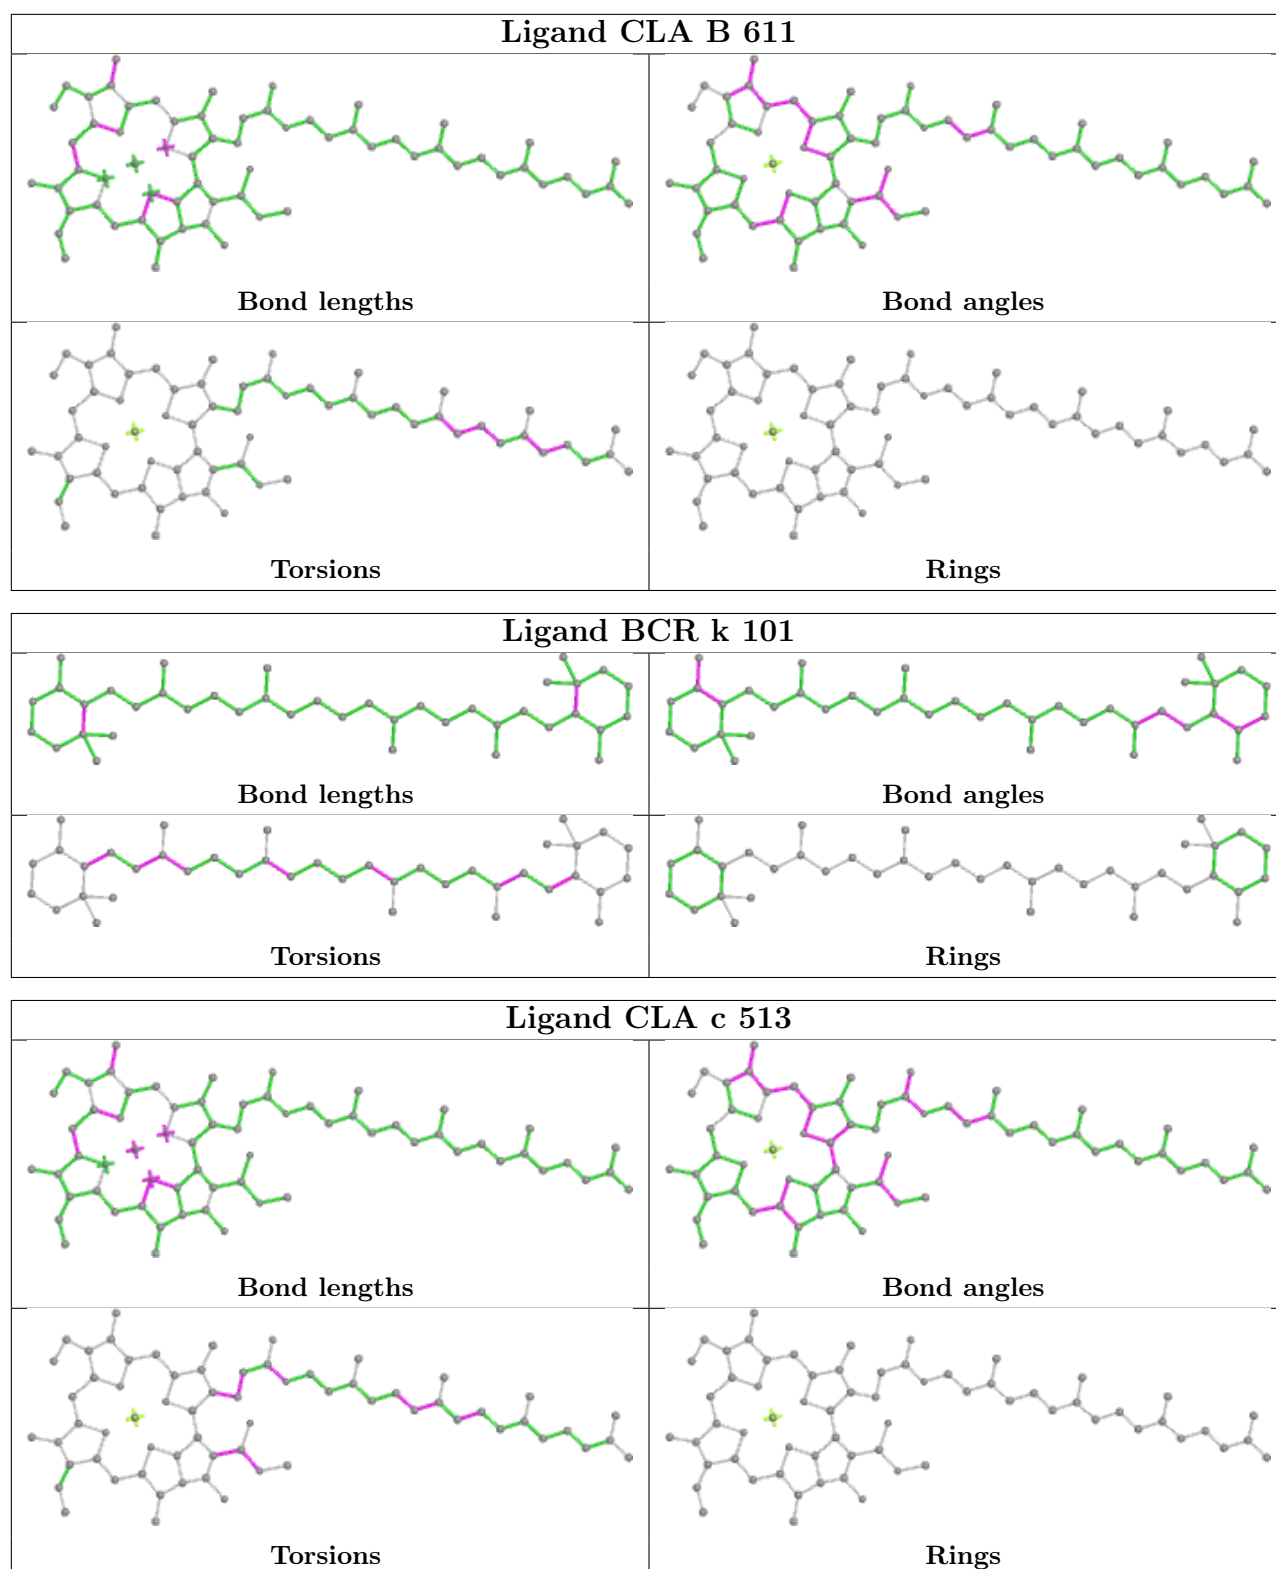 Ligand CLA B 611
Bond lengths
Bond angles
Torsions
Rings
Ligand BCR k 101
Bond lengths
Bond angles
Torsions
Rings
Ligand CLA c 513
Bond lengths
Bond angles
Torsions
Rings